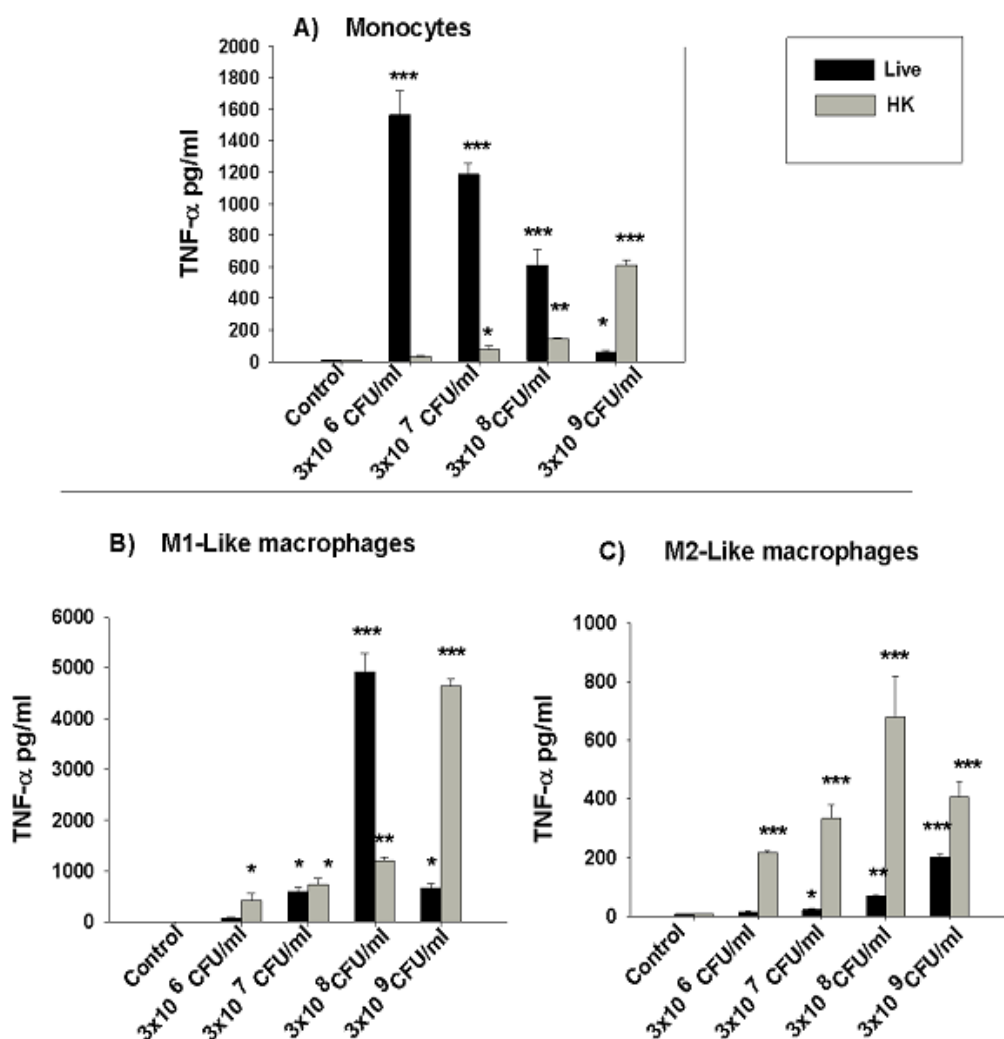 A) Monocytes
Live
HK
TNF-α pg/ml
2000
1800
1600
1400
1200
1000
800
600
400
200
0
***
***
*
***
**
*
***
Control
3x10 6 CFU/ml
3x10 7 CFU/ml
3x10 8 CFU/ml
3x10 9 CFU/ml
B) M1-Like macrophages
TNF-α pg/ml
6000
5000
4000
3000
2000
1000
0
*
*
*
***
**
*
***
Control
3x10 6 CFU/ml
3x10 7 CFU/ml
3x10 8 CFU/ml
3x10 9 CFU/ml
C) M2-Like macrophages
TNF-α pg/ml
1000
800
600
400
200
0
***
*
***
**
***
***
***
Control
3x10 6 CFU/ml
3x10 7 CFU/ml
3x10 8 CFU/ml
3x10 9 CFU/ml